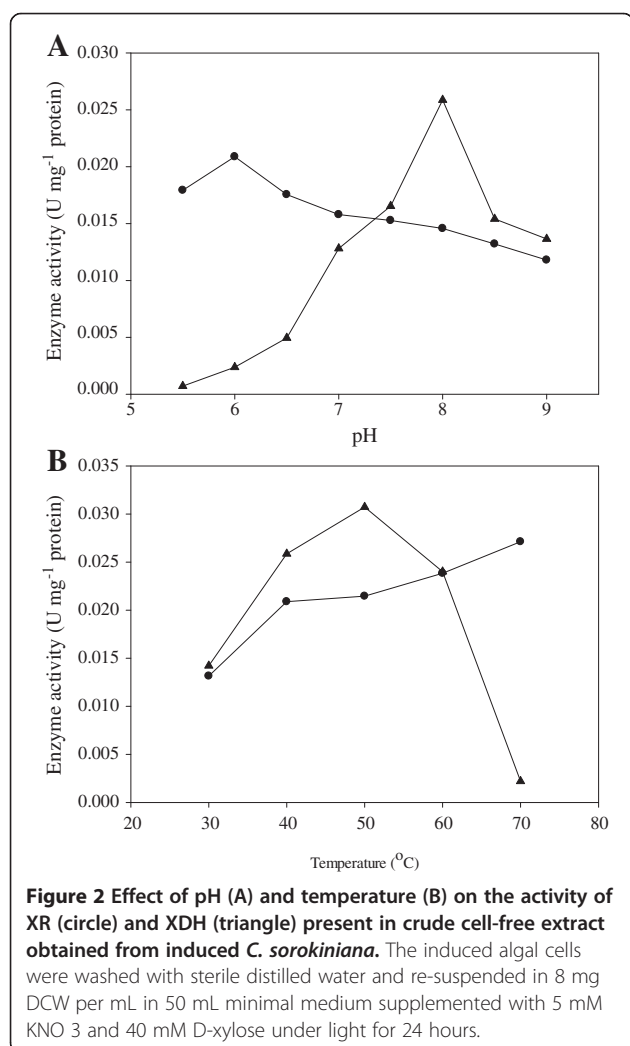 A
0.030
0.025
0.020
0.015
0.010
0.005
0.000
Enzyme activity (U mg-1 protein)
5 6 7 8 9
pH
B
0.035
0.030
0.025
0.020
0.015
0.010
0.005
0.000
Enzyme activity (U mg-1 protein)
20 30 40 50 60 70 80
Temperature (oC)
Figure 2 Effect of pH (A) and temperature (B) on the activity of
XR (circle) and XDH (triangle) present in crude cell-free extract
obtained from induced C. sorokiniana. The induced algal cells
were washed with sterile distilled water and re-suspended in 8 mg
DCW per mL in 50 mL minimal medium supplemented with 5 mM
KNO 3 and 40 mM D-xylose under light for 24 hours.